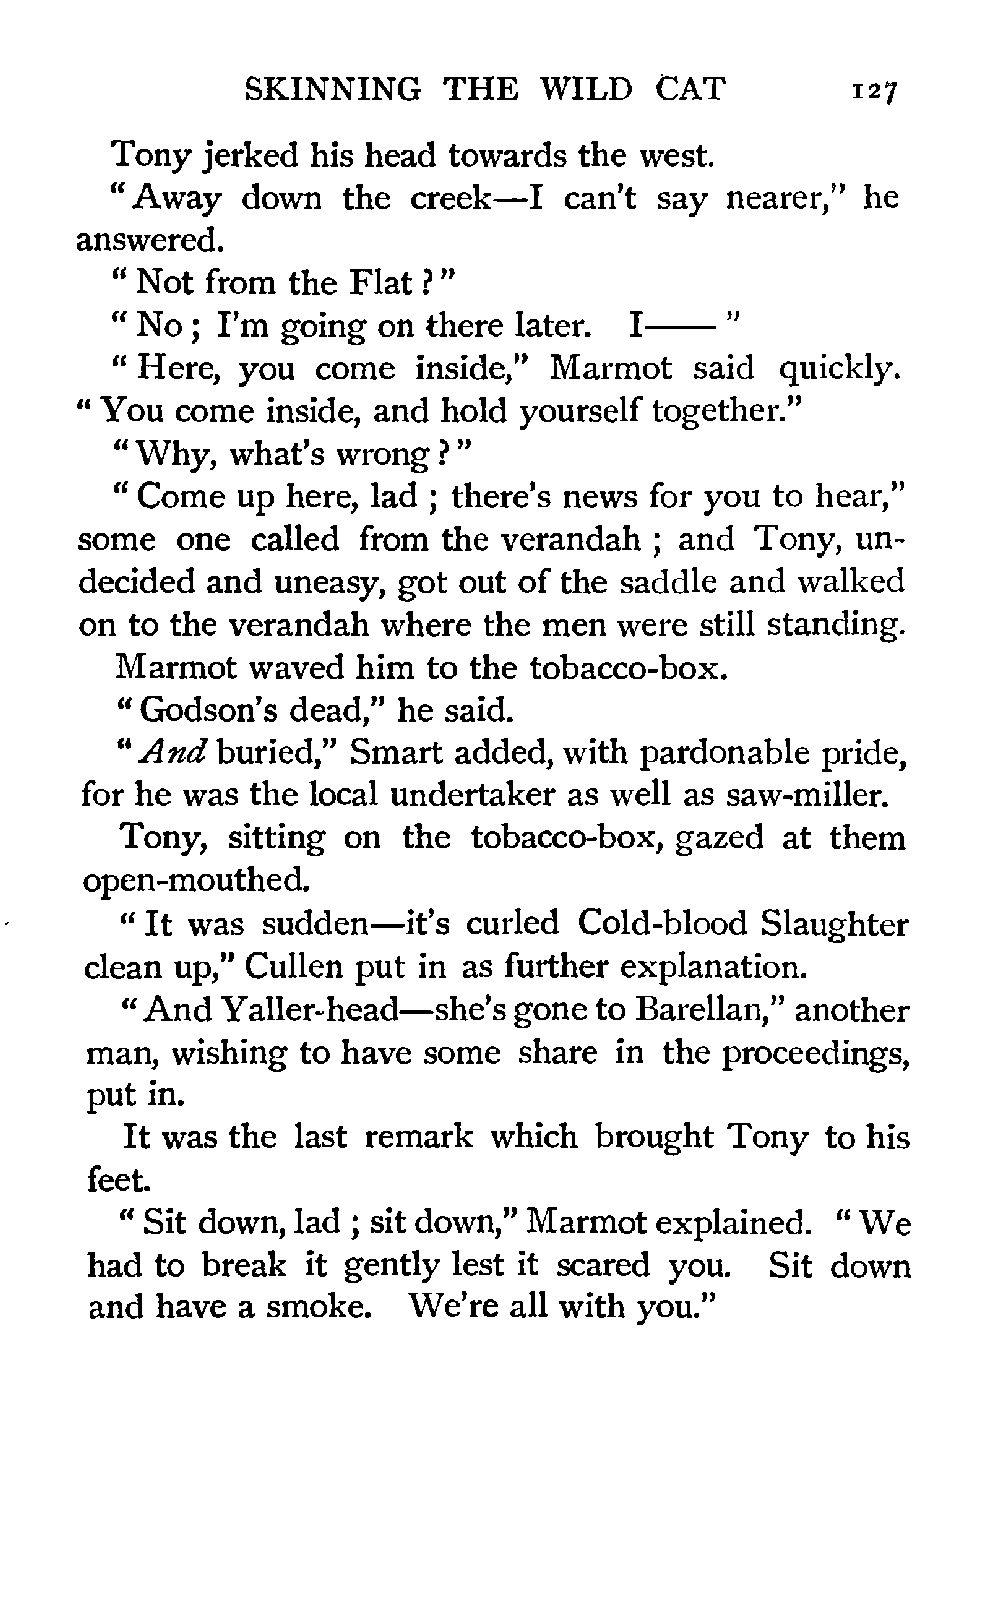 SKINNING THE WILD CAT 127
Tony jerked his head towards the west.
"Away down the creek—I can't say nearer," he
answered.
"Not from the Flat?"
"No; I'm going on there later. I——"
"Here, you come inside," Marmot said quickly.
"You come inside, and hold yourself together."
"Why, what's wrong?"
"Come up here, lad; there's news for you to hear,"
some one called from the verandah; and Tony, un-
decided and uneasy, got out of the saddle and walked
on to the verandah where the men were still standing.
Marmot waved him to the tobacco-box.
"Godson's dead," he said.
"And buried," Smart added, with pardonable pride,
for he was the local undertaker as well as saw-miller.
Tony, sitting on the tobacco-box, gazed at them
open-mouthed.
"It was sudden—it's curled Cold-blood Slaughter
clean up," Cullen put in as further explanation.
"And Yaller-head—she's gone to Barellan," another
man, wishing to have some share in the proceedings,
put in.
It was the last remark which brought Tony to his
feet.
"Sit down, lad; sit down," Marmot explained. "We
had to break it gently lest it scared you. Sit down
and have a smoke. We're all with you."